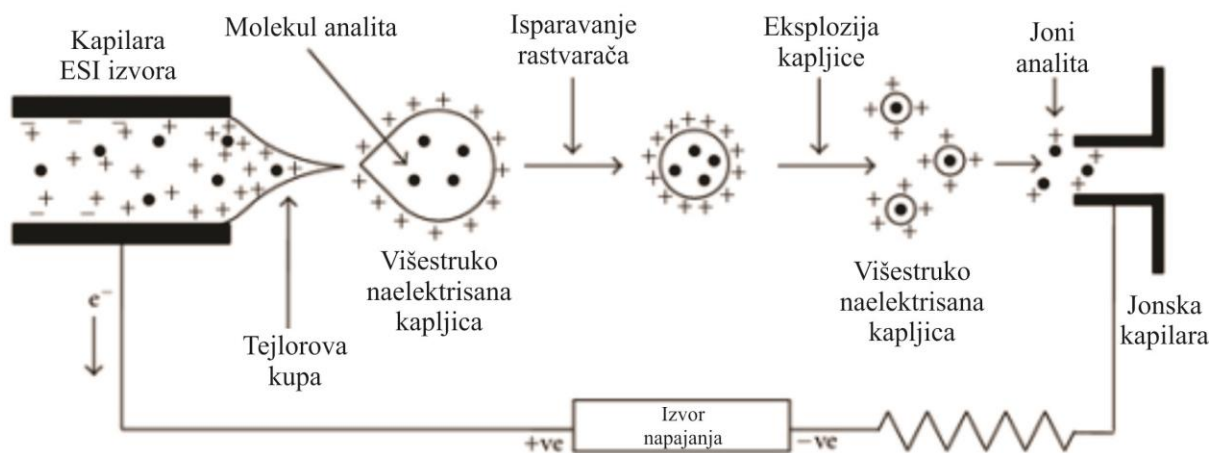 Kapilara
ESI izvora
Molekul analita
Isparavanje
rastvarača
Eksplozija
kapljice
Joni
analita
Višestruko
naelektrisana
kapljica
Višestruko
naelektrisana
kapljica
Jonska
kapilara
e⁻
Tejlorova
kupa
+ve
Izvor
napajanja
−ve